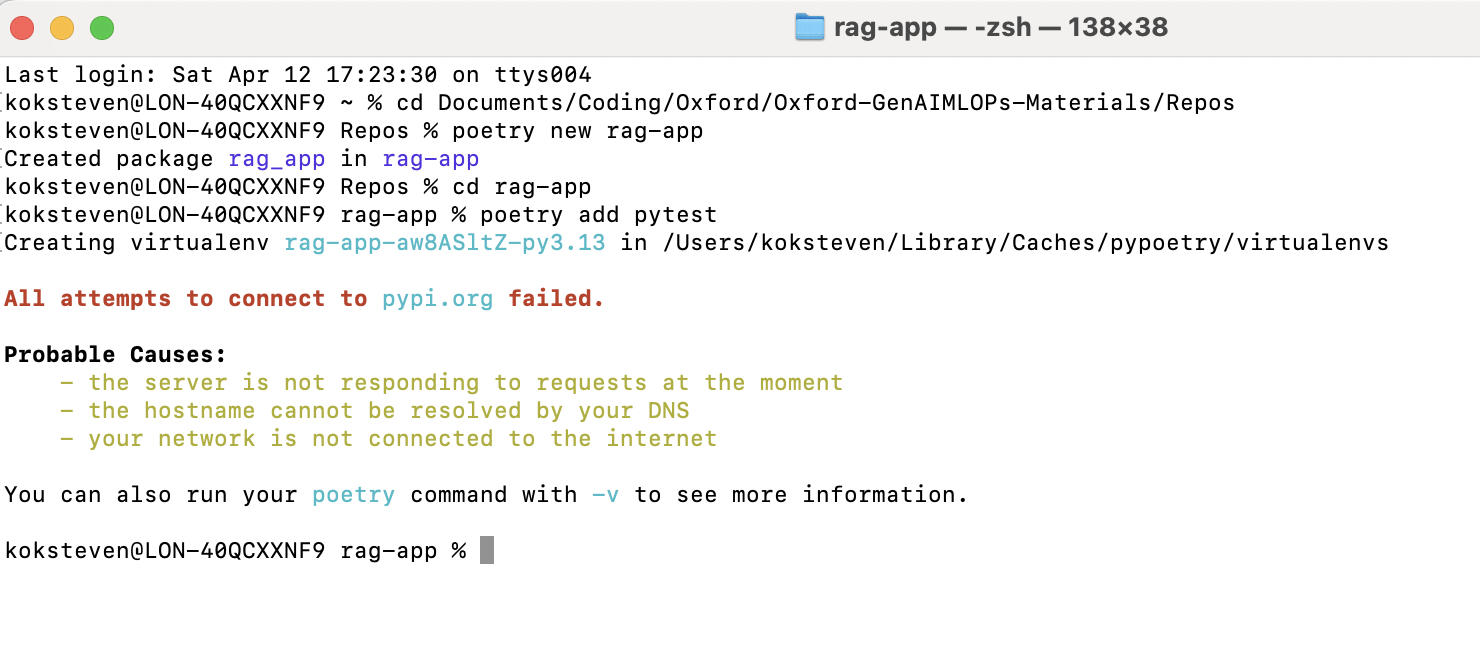 rag-app — -zsh — 138×38
Last login: Sat Apr 12 17:23:30 on ttys004
koksteven@LON-40QCXXNF9 ~ % cd Documents/Coding/Oxford/Oxford-GenAIMLOPs-Materials/Repos
koksteven@LON-40QCXXNF9 Repos % poetry new rag-app
Created package rag_app in rag-app
koksteven@LON-40QCXXNF9 Repos % cd rag-app
koksteven@LON-40QCXXNF9 rag-app % poetry add pytest
Creating virtualenv rag-app-aw8ASltZ-py3.13 in /Users/koksteven/Library/Caches/pypoetry/virtualenvs
All attempts to connect to pypi.org failed.
Probable Causes:
- the server is not responding to requests at the moment
- the hostname cannot be resolved by your DNS
- your network is not connected to the internet
You can also run your poetry command with -v to see more information.
koksteven@LON-40QCXXNF9 rag-app %